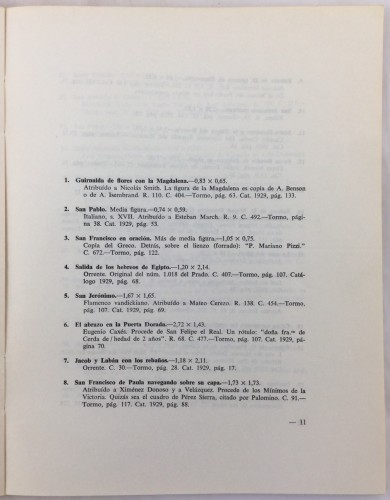 1. Guirnalda de flores con la Magdalena.—0,83 × 0,65.
Atribuído a Nicolás Smith. La figura de la Magdalena es copia de A. Benson
o de A. Isembrand. R. 110. C. 404.—Tormo, pág. 63. Cat. 1929, pág. 133.
2. San Pablo. Media figura.—0,74 × 0,59.
Italiano, s. XVII. Atribuído a Esteban March. R. 9. C. 492.—Tormo, pági-
na 38. Cat. 1929, pág. 53.
3. San Francisco en oración. Más de media figura.—1,05 × 0,75.
Copia del Greco. Detrás, sobre el lienzo (forrado): "P. Mariano Pizzi."
C. 672.—Tormo, pág. 122.
4. Salida de los hebreos de Egipto.—1,20 × 2,14.
Orrente. Original del núm. 1.018 del Prado. C. 407.—Tormo, pág. 107. Catá-
logo 1929, pág. 68.
5. San Jerónimo.—1,67 × 1,65.
Flamenco vandickiano. Atribuído a Mateo Cerezo. R. 138. C. 454.—Tormo,
pág. 107. Cat. 1929, pág. 69.
6. El abrazo en la Puerta Dorada.—2,72 × 1,43.
Eugenio Caxés. Procede de San Felipe el Real. Un rótulo: "doña fra.ca de
Cerda de / hedad de 2 años". R. 68. C. 477.—Tormo, pág. 107. Cat. 1929, pá-
gina 70.
7. Jacob y Labán con los rebaños.—1,18 × 2,11.
Orrente. C. 30.—Tormo, pág. 28. Cat. 1929, pág. 17.
8. San Francisco de Paula navegando sobre su capa.—1,73 × 1,73.
Atribuído a Ximénez Donoso y a Velázquez. Procede de los Mínimos de la
Victoria. Quizás sea el cuadro de Pérez Sierra, citado por Palomino. C. 91.—
Tormo, pág. 117. Cat. 1929, pág. 88.
— 31